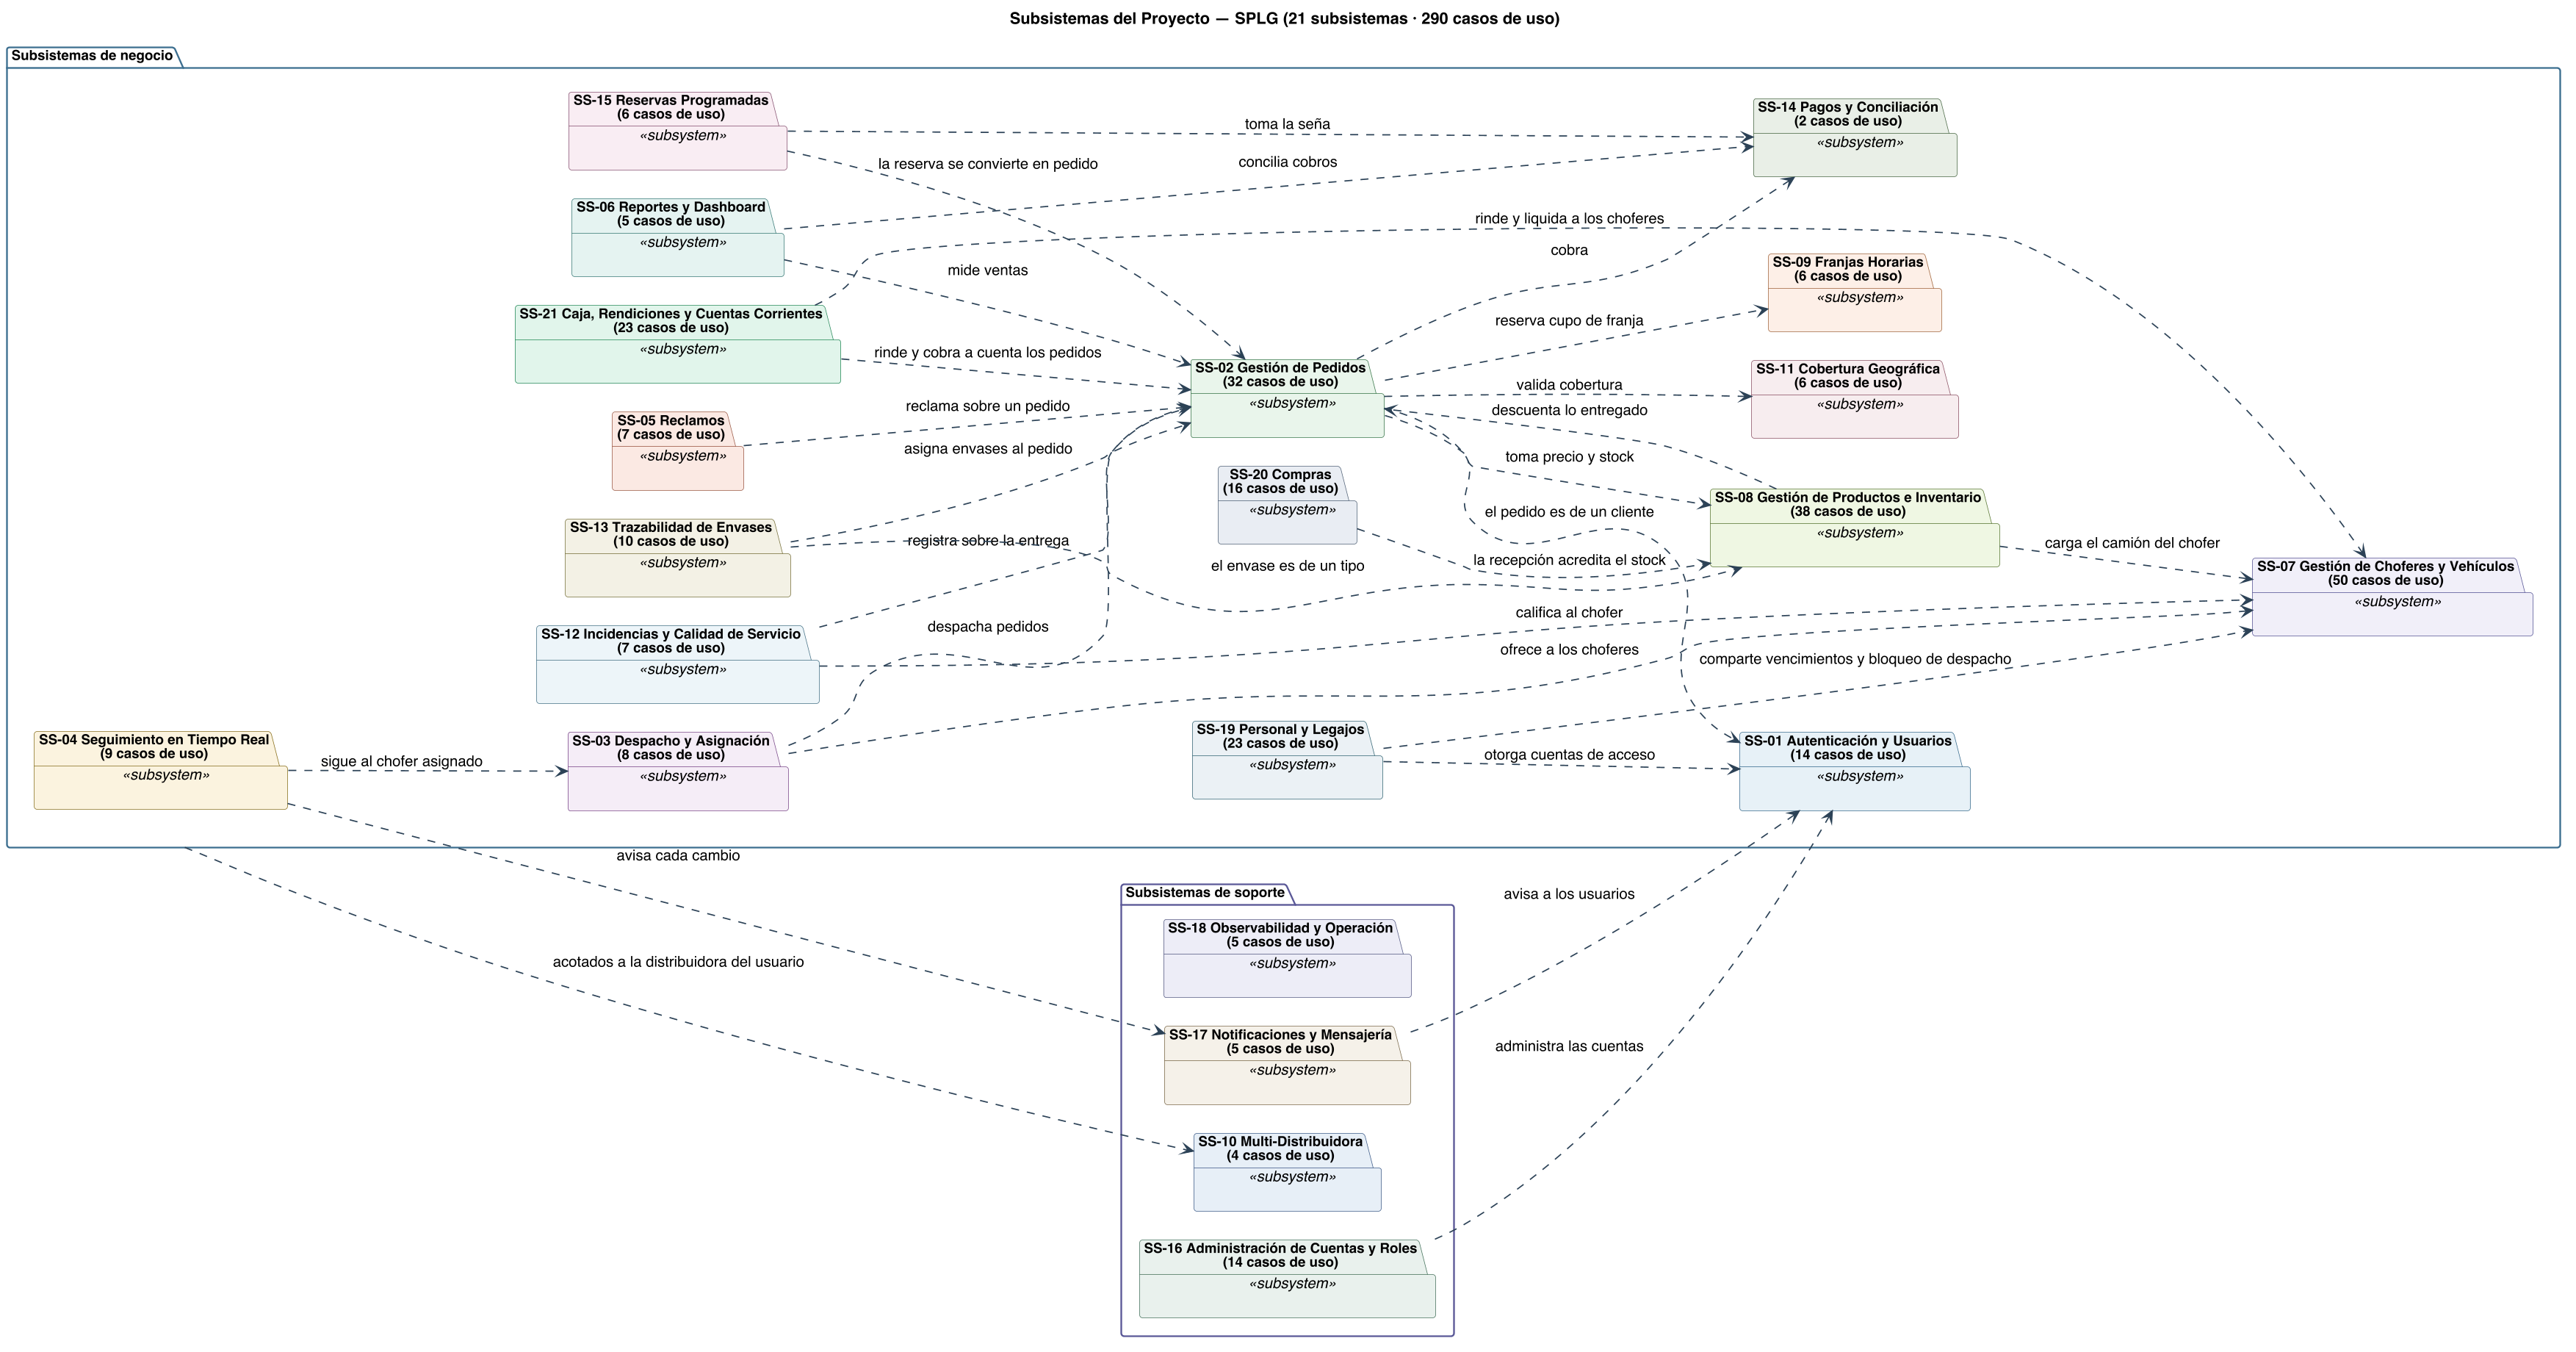 Subsistemas del Proyecto — SPLG (21 subsistemas · 290 casos de uso)
Subsistemas de negocio
SS-15 Reservas Programadas
(6 casos de uso)
«subsystem»
SS-14 Pagos y Conciliación
(2 casos de uso)
«subsystem»
toma la seña
la reserva se convierte en pedido
concilia cobros
SS-06 Reportes y Dashboard
(5 casos de uso)
«subsystem»
rinde y liquida a los choferes
cobra
mide ventas
SS-09 Franjas Horarias
(6 casos de uso)
«subsystem»
SS-21 Caja, Rendiciones y Cuentas Corrientes
(23 casos de uso)
«subsystem»
reserva cupo de franja
rinde y cobra a cuenta los pedidos
SS-02 Gestión de Pedidos
(32 casos de uso)
«subsystem»
valida cobertura
SS-11 Cobertura Geográfica
(6 casos de uso)
«subsystem»
reclama sobre un pedido
descuenta lo entregado
SS-05 Reclamos
(7 casos de uso)
«subsystem»
asigna envases al pedido
toma precio y stock
SS-20 Compras
(16 casos de uso)
«subsystem»
SS-08 Gestión de Productos e Inventario
(38 casos de uso)
«subsystem»
el pedido es de un cliente
SS-13 Trazabilidad de Envases
(10 casos de uso)
«subsystem»
registra sobre la entrega
carga el camión del chofer
el envase es de un tipo
la recepción acredita el stock
SS-07 Gestión de Choferes y Vehículos
(50 casos de uso)
«subsystem»
califica al chofer
despacha pedidos
SS-12 Incidencias y Calidad de Servicio
(7 casos de uso)
«subsystem»
ofrece a los choferes
comparte vencimientos y bloqueo de despacho
SS-04 Seguimiento en Tiempo Real
(9 casos de uso)
«subsystem»
sigue al chofer asignado
SS-03 Despacho y Asignación
(8 casos de uso)
«subsystem»
SS-19 Personal y Legajos
(23 casos de uso)
«subsystem»
otorga cuentas de acceso
SS-01 Autenticación y Usuarios
(14 casos de uso)
«subsystem»
avisa cada cambio
Subsistemas de soporte
avisa a los usuarios
SS-18 Observabilidad y Operación
(5 casos de uso)
«subsystem»
acotados a la distribuidora del usuario
SS-17 Notificaciones y Mensajería
(5 casos de uso)
«subsystem»
administra las cuentas
SS-10 Multi-Distribuidora
(4 casos de uso)
«subsystem»
SS-16 Administración de Cuentas y Roles
(14 casos de uso)
«subsystem»